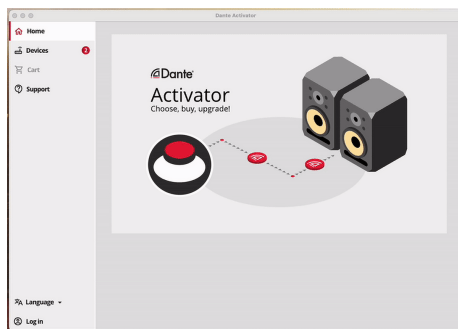 Dante Activator
Home
Devices
2
Cart
Support
Dante
Activator
Choose, buy, upgrade!
Language
Log in